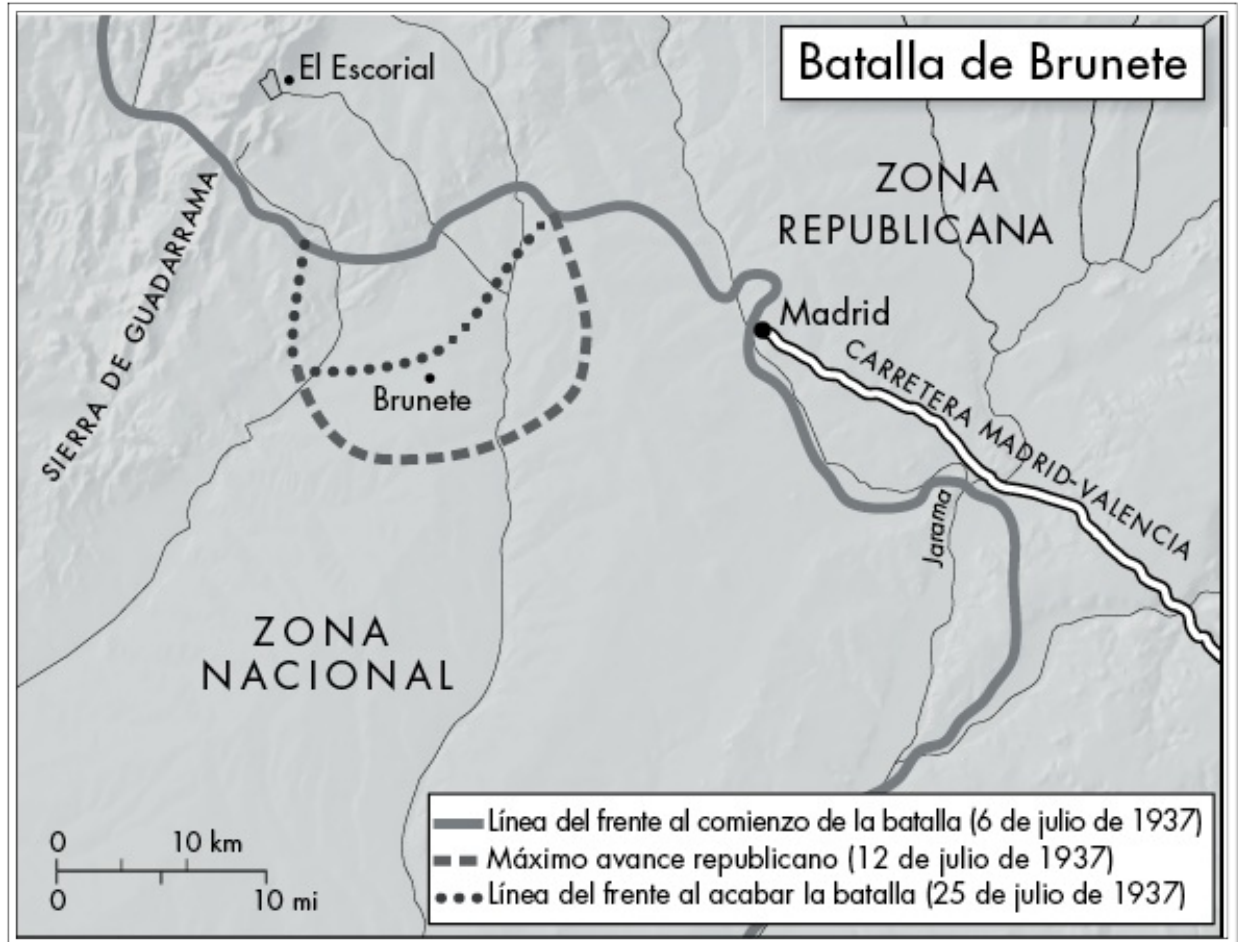 Batalla de Brunete
El Escorial
ZONA
REPUBLICANA
SIERRA DE GUADARRAMA
Madrid
CARRETERA MADRID-VALENCIA
Brunete
Jarama
ZONA
NACIONAL
0 10 km
0 10 mi
Línea del frente al comienzo de la batalla (6 de julio de 1937)
Máximo avance republicano (12 de julio de 1937)
Línea del frente al acabar la batalla (25 de julio de 1937)